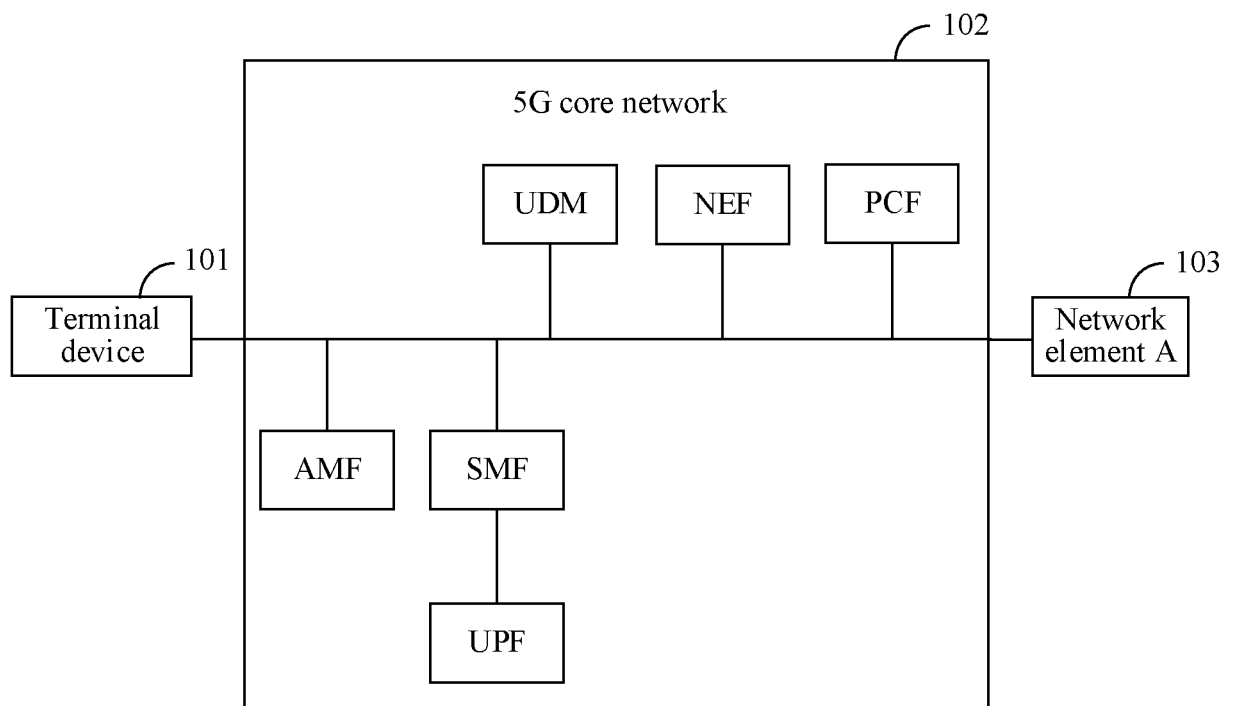 102
5G core network
UDM
NEF
PCF
101
103
Terminal
device
Network
element A
AMF
SMF
UPF